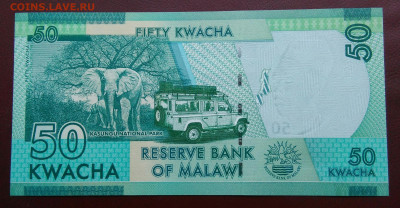 COINS.LAVE.RU
50
FIFTY KWACHA
50
KASUNGU NATIONAL PARK
50
KWACHA
RESERVE BANK
OF MALAWI
50
KWACHA